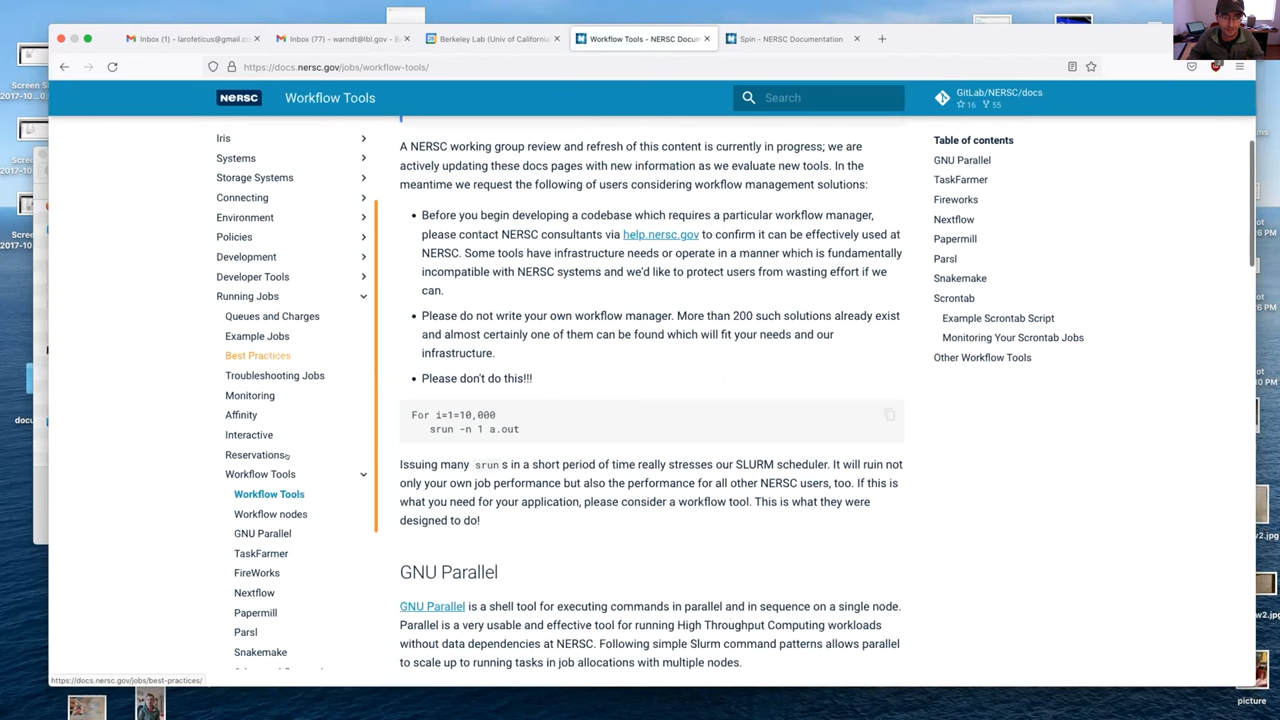 Inbox (1) - larofeticus@gmail.co
Inbox (77) - warndt@lbl.gov - B
Berkeley Lab (Univ of California
Workflow Tools - NERSC Docum
Spin - NERSC Documentation
https://docs.nersc.gov/jobs/workflow-tools/
NERSC
Workflow Tools
Search
GitLab/NERSC/docs
16 55
Iris
Systems
Storage Systems
Connecting
Environment
Policies
Development
Developer Tools
Running Jobs
Queues and Charges
Example Jobs
Best Practices
Troubleshooting Jobs
Monitoring
Affinity
Interactive
Reservations
Workflow Tools
Workflow Tools
Workflow nodes
GNU Parallel
TaskFarmer
FireWorks
Nextflow
Papermill
Parsl
Snakemake
A NERSC working group review and refresh of this content is currently in progress; we are
actively updating these docs pages with new information as we evaluate new tools. In the
meantime we request the following of users considering workflow management solutions:
• Before you begin developing a codebase which requires a particular workflow manager,
please contact NERSC consultants via help.nersc.gov to confirm it can be effectively used at
NERSC. Some tools have infrastructure needs or operate in a manner which is fundamentally
incompatible with NERSC systems and we'd like to protect users from wasting effort if we
can.
• Please do not write your own workflow manager. More than 200 such solutions already exist
and almost certainly one of them can be found which will fit your needs and our
infrastructure.
• Please don't do this!!!
For i=1=10,000
srun -n 1 a.out
Issuing many srun s in a short period of time really stresses our SLURM scheduler. It will ruin not
only your own job performance but also the performance for all other NERSC users, too. If this is
what you need for your application, please consider a workflow tool. This is what they were
designed to do!
GNU Parallel
GNU Parallel is a shell tool for executing commands in parallel and in sequence on a single node.
Parallel is a very usable and effective tool for running High Throughput Computing workloads
without data dependencies at NERSC. Following simple Slurm command patterns allows parallel
to scale up to running tasks in job allocations with multiple nodes.
Table of contents
GNU Parallel
TaskFarmer
Fireworks
Nextflow
Papermill
Parsl
Snakemake
Scrontab
Example Scrontab Script
Monitoring Your Scrontab Jobs
Other Workflow Tools
https://docs.nersc.gov/jobs/best-practices/
Screen S
2017-10...0.0
Scree
2017-10
Scree
2017-10
docu
picture